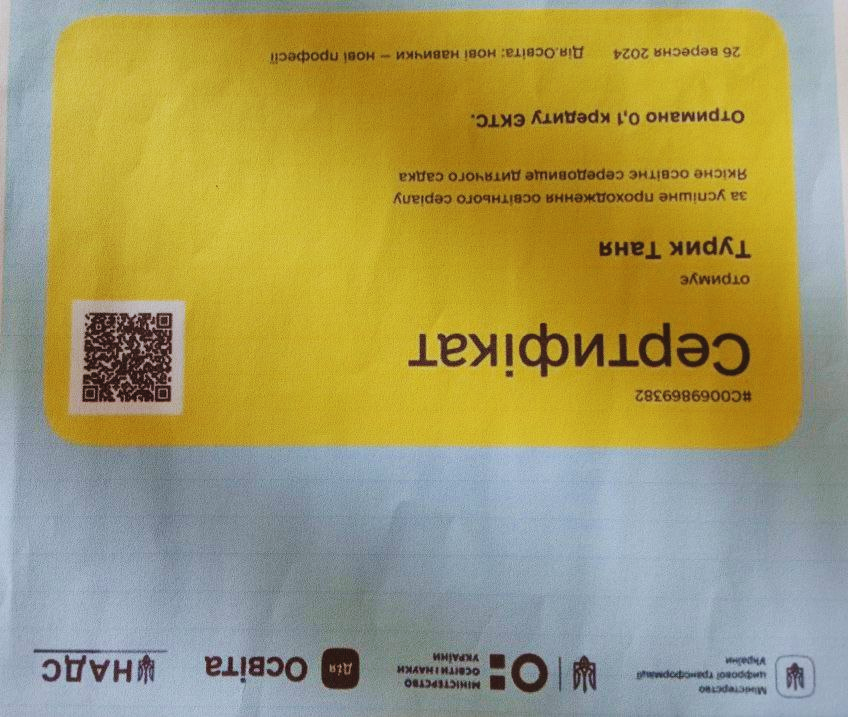 Міністерство
цифрової трансформації
України
МІНІСТЕРСТВО
ОСВІТИ І НАУКИ
УКРАЇНИ
Дія Освіта
НАДС
#C0069869382
Сертифікат
отримує
Турик Таня
за успішне проходження освітнього серіалу
Якісне освітнє середовище дитячого садка
Отримано 0,1 кредиту ЄКТС.
26 вересня 2024 Дія.Освіта: нові навички – нові професії